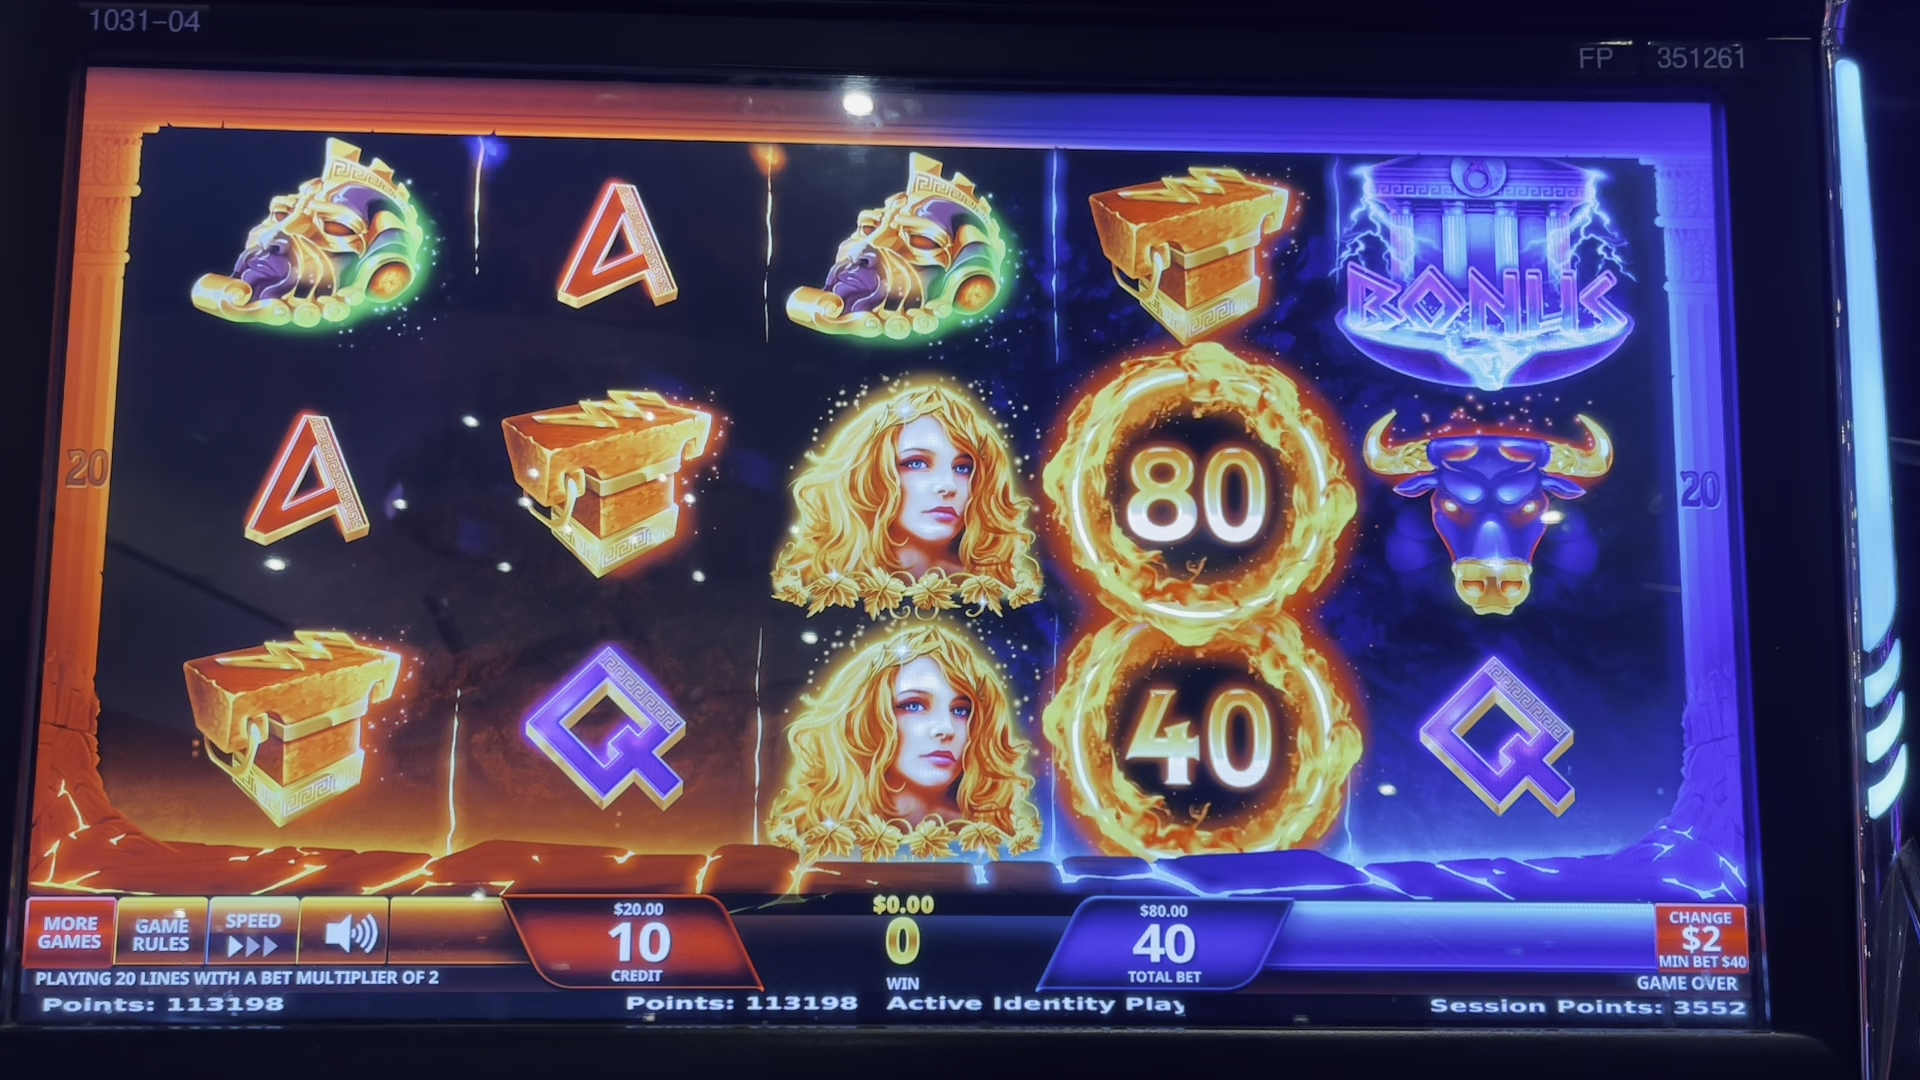 1031-04
FP 351261
A
BONUS
20
A
80
20
Q
40
Q
MORE GAMES
GAME RULES
SPEED
$20.00
10
CREDIT
$0.00
0
WIN
$80.00
40
TOTAL BET
CHANGE
$2
MIN BET $40
PLAYING 20 LINES WITH A BET MULTIPLIER OF 2
GAME OVER
Points: 113198
Points: 113198
Active Identity Play
Session Points: 3552